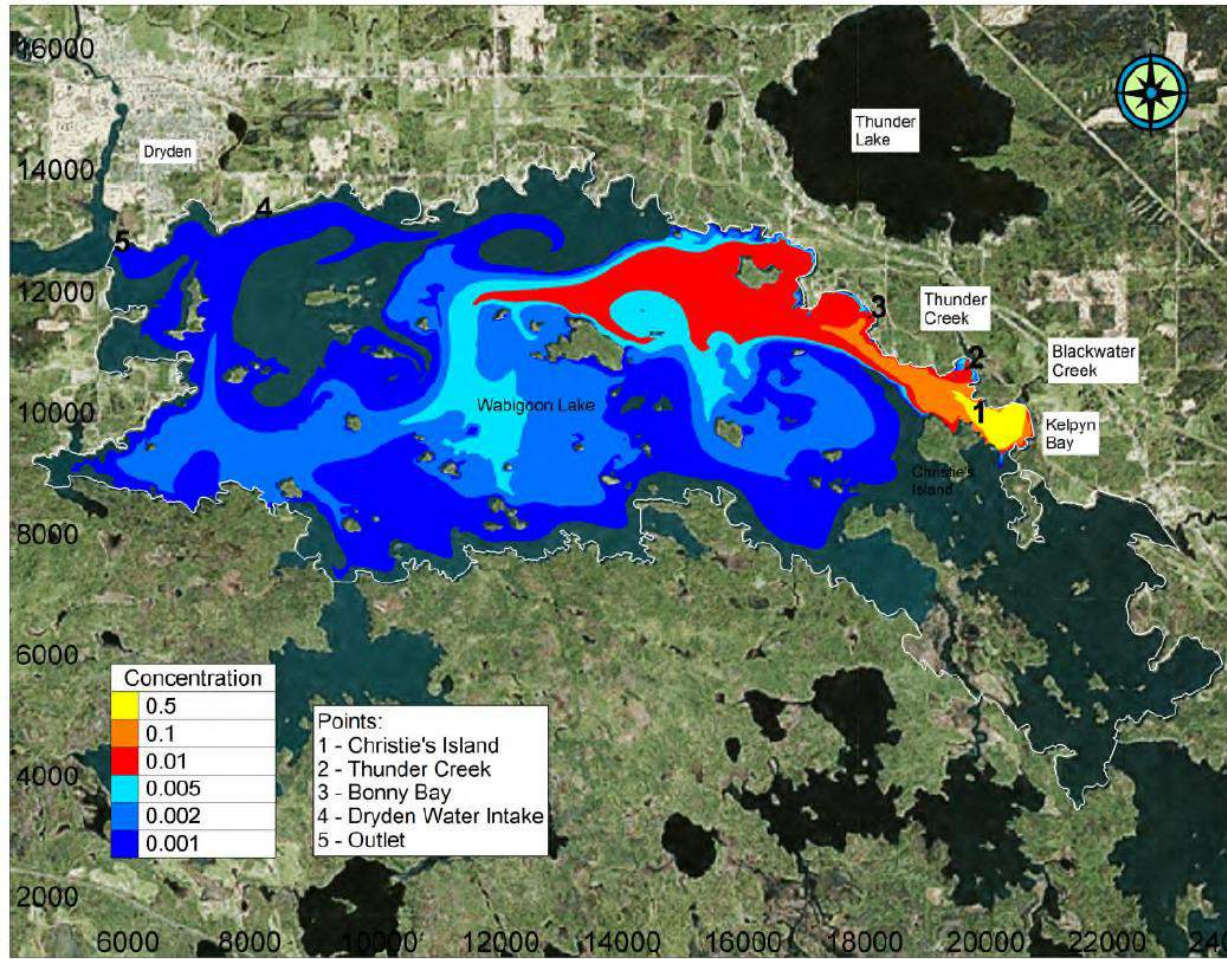 16000
14000
12000
10000
8000
6000
4000
2000
6000
8000
10000
12000
14000
16000
18000
20000
22000
24
Dryden
Thunder
Lake
Thunder
Creek
Blackwater
Creek
Kelpyn
Bay
Wabigoon Lake
Christie's
Island
1
2
3
4
5
Concentration
0.5
0.1
0.01
0.005
0.002
0.001
Points:
1 - Christie's Island
2 - Thunder Creek
3 - Bonny Bay
4 - Dryden Water Intake
5 - Outlet